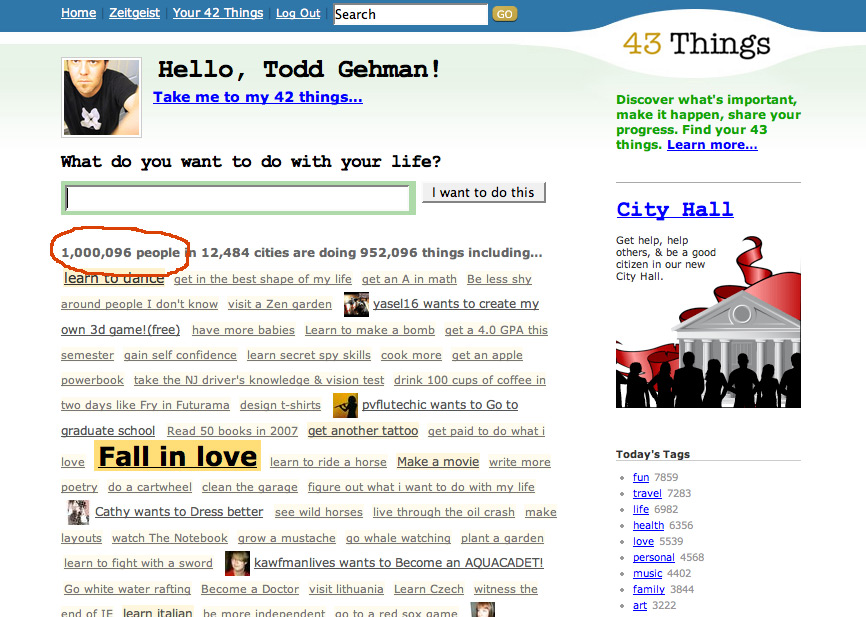 Home | Zeitgeist | Your 42 Things | Log Out | Search GO
43 Things
Hello, Todd Gehman!
Take me to my 42 things...
Discover what's important,
make it happen, share your
progress. Find your 43
things. Learn more...
What do you want to do with your life?
I want to do this
City Hall
Get help, help
others, & be a good
citizen in our new
City Hall.
1,000,096 people in 12,484 cities are doing 952,096 things including...
learn to dance get in the best shape of my life get an A in math Be less shy
around people I don't know visit a Zen garden yasel16 wants to create my
own 3d game!(free) have more babies Learn to make a bomb get a 4.0 GPA this
semester gain self confidence learn secret spy skills cook more get an apple
powerbook take the NJ driver's knowledge & vision test drink 100 cups of coffee in
two days like Fry in Futurama design t-shirts pvflutechic wants to Go to
graduate school Read 50 books in 2007 get another tattoo get paid to do what i
love Fall in love learn to ride a horse Make a movie write more
poetry do a cartwheel clean the garage figure out what i want to do with my life
Cathy wants to Dress better see wild horses live through the oil crash make
layouts watch The Notebook grow a mustache go whale watching plant a garden
learn to fight with a sword kawfmanlives wants to Become an AQUACADET!
Go white water rafting Become a Doctor visit lithuania Learn Czech witness the
end of IE learn italian be more independent go to a red sox game
Today's Tags
fun 7859
travel 7283
life 6982
health 6356
love 5539
personal 4568
music 4402
family 3844
art 3222